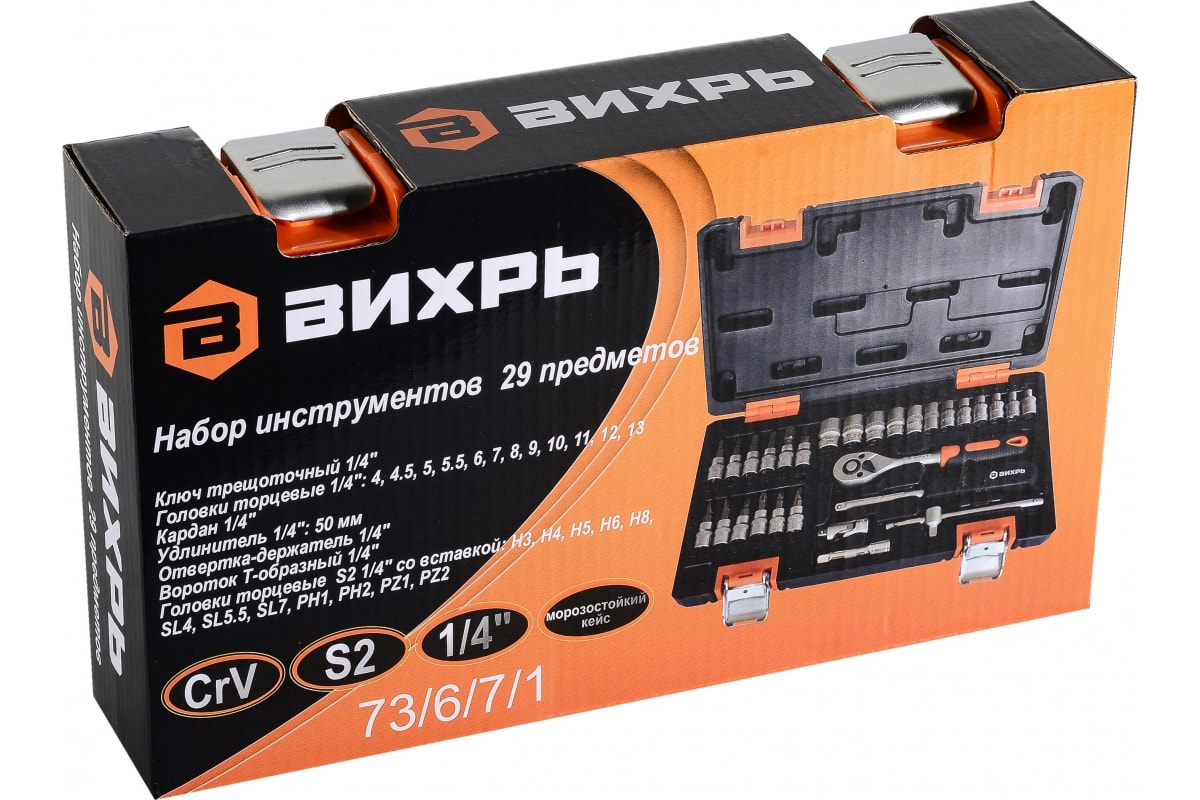 ВИХРЬ
ВИХРЬ
Набор инструментов 29 предметов
Ключ трещоточный 1/4"
Головки торцевые 1/4": 4, 4.5, 5, 5.5, 6, 7, 8, 9, 10, 11, 12, 13
Кардан 1/4"
Удлинитель 1/4": 50 мм
Отвертка-держатель 1/4"
Вороток Т-образный 1/4"
Головки торцевые S2 1/4" со вставкой: H3, H4, H5, H6, H8,
SL4, SL5.5, SL7, PH1, PH2, PZ1, PZ2
CrV
S2
1/4"
морозостойкий
кейс
73/6/7/1
ВИХРЬ
ВИХРЬ
Набор инструментов 29 предметов